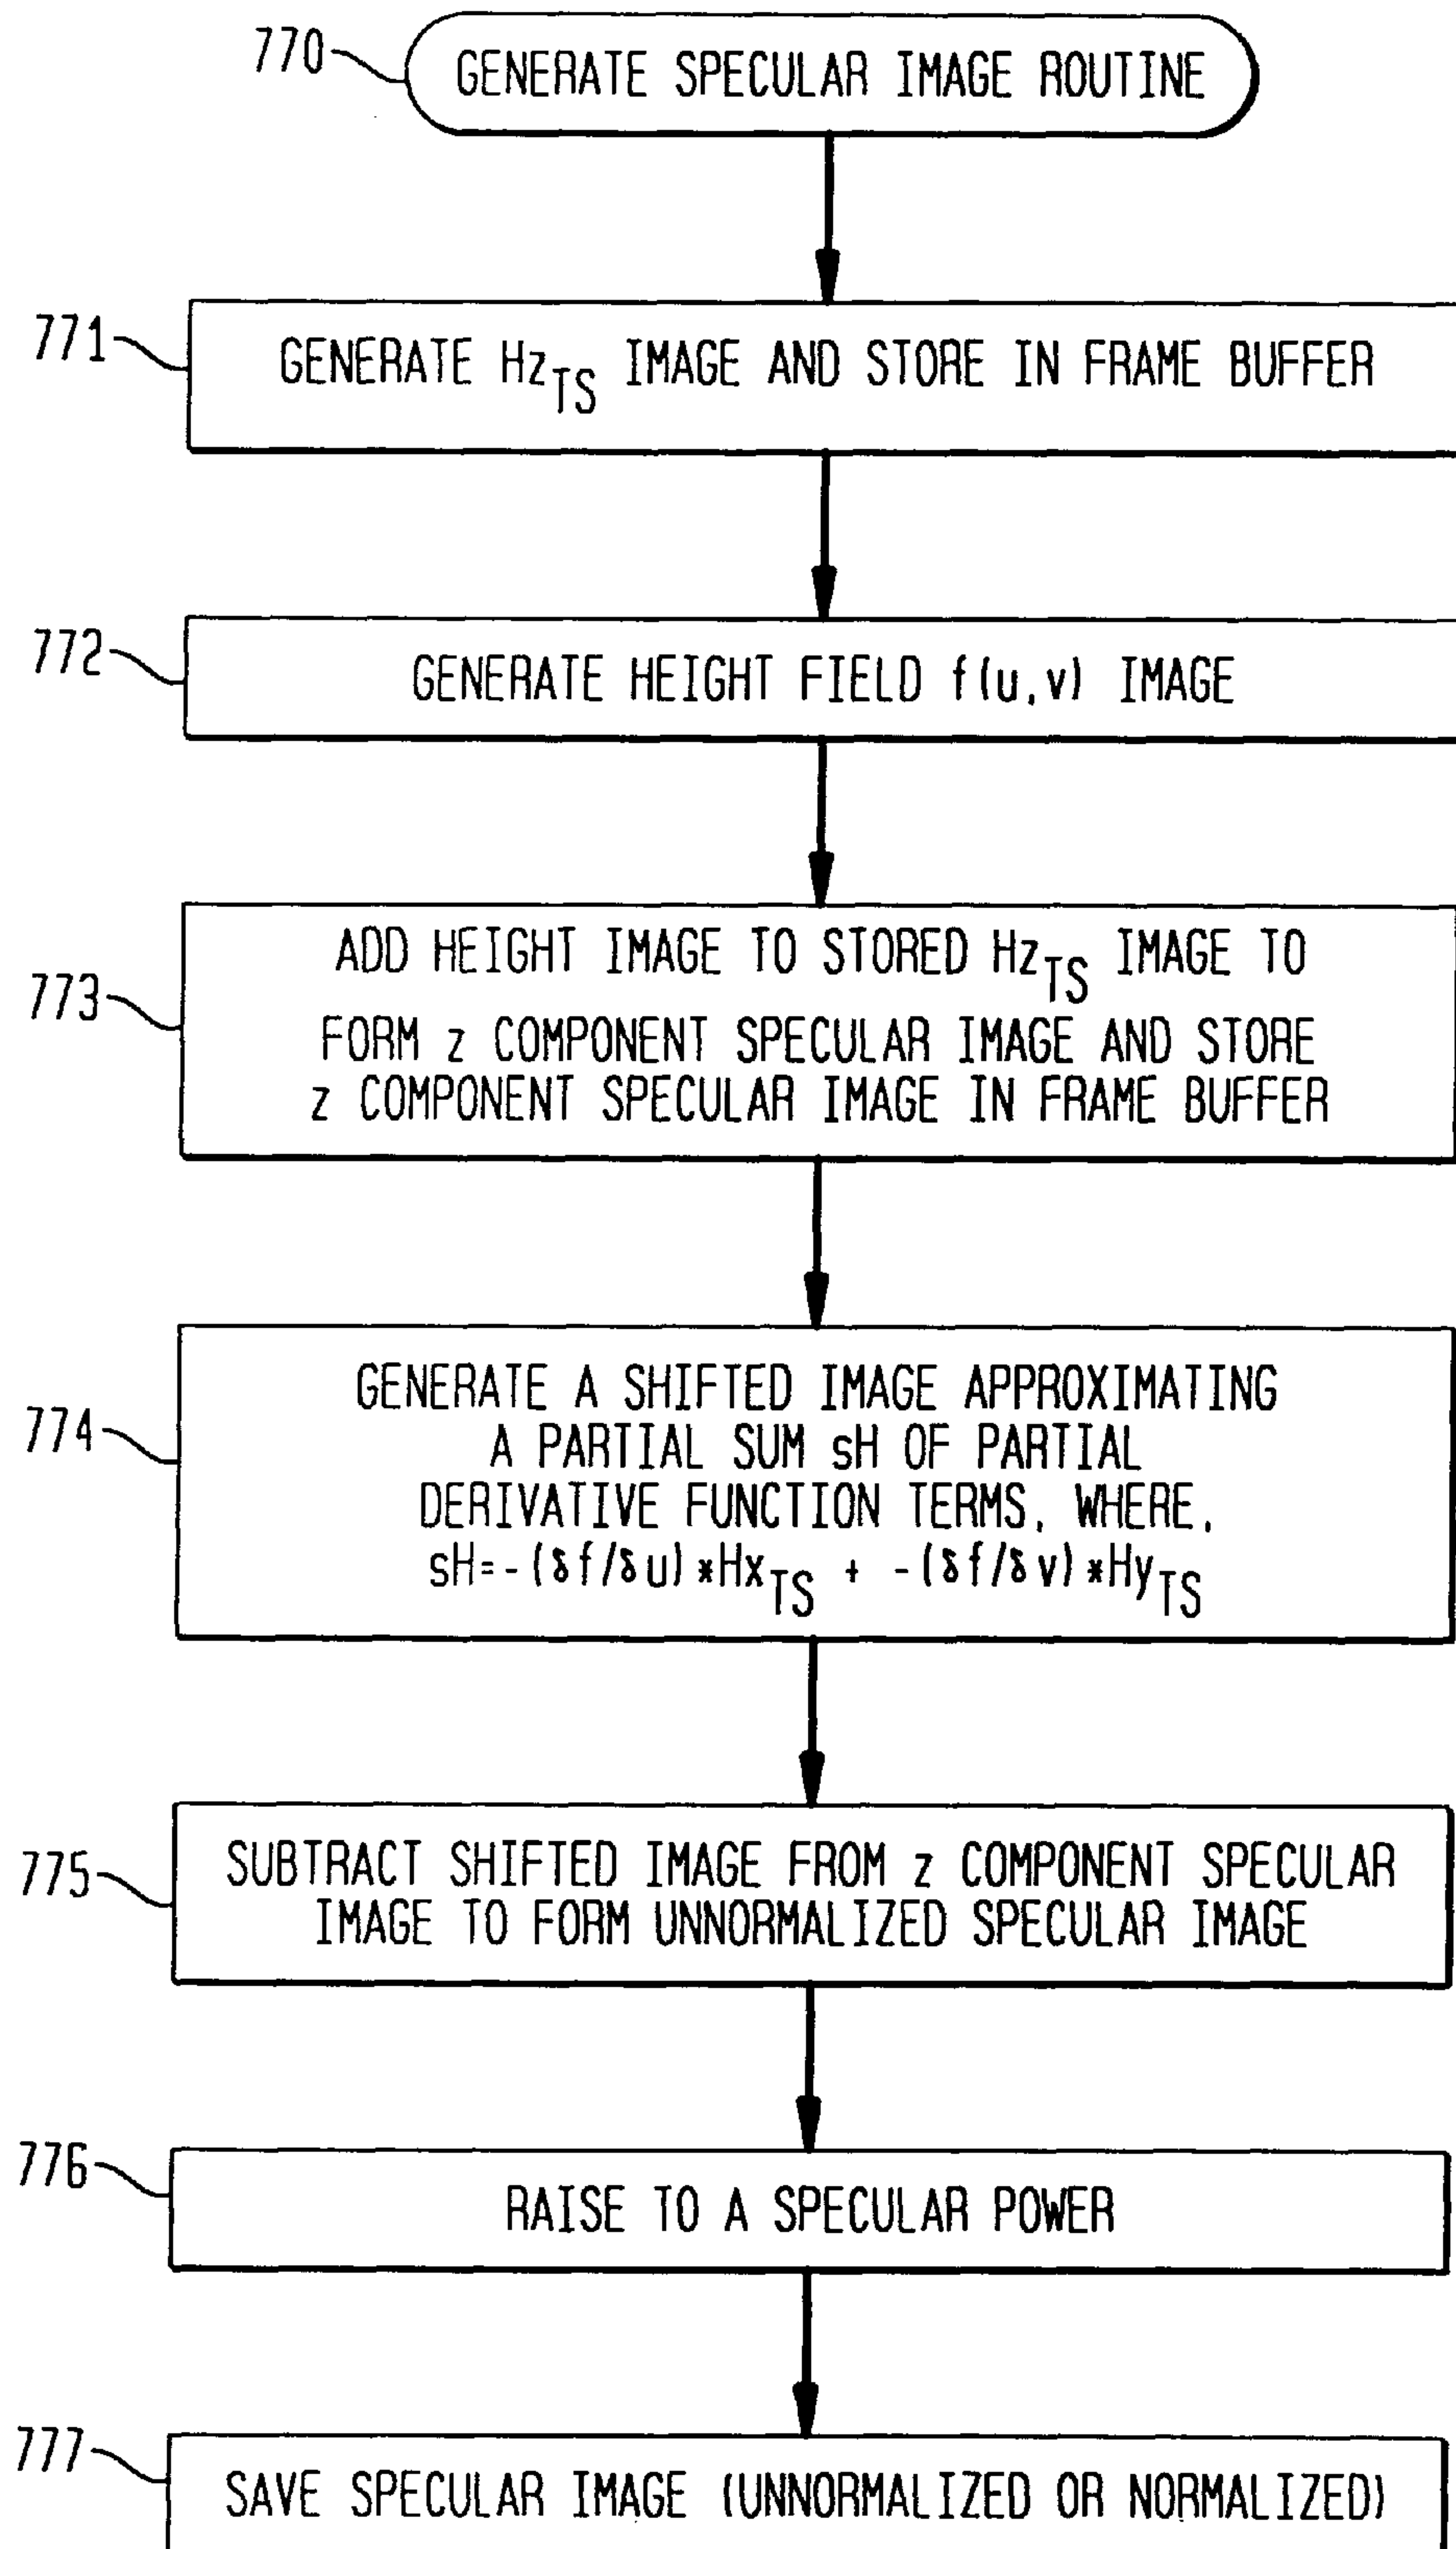 770
GENERATE SPECULAR IMAGE ROUTINE
771
GENERATE HzTS IMAGE AND STORE IN FRAME BUFFER
772
GENERATE HEIGHT FIELD f(u,v) IMAGE
773
ADD HEIGHT IMAGE TO STORED HzTS IMAGE TO
FORM z COMPONENT SPECULAR IMAGE AND STORE
z COMPONENT SPECULAR IMAGE IN FRAME BUFFER
774
GENERATE A SHIFTED IMAGE APPROXIMATING
A PARTIAL SUM sH OF PARTIAL
DERIVATIVE FUNCTION TERMS, WHERE,
sH=-(δf/δu)*HxTS + -(δf/δv)*HyTS
775
SUBTRACT SHIFTED IMAGE FROM z COMPONENT SPECULAR
IMAGE TO FORM UNNORMALIZED SPECULAR IMAGE
776
RAISE TO A SPECULAR POWER
777
SAVE SPECULAR IMAGE (UNNORMALIZED OR NORMALIZED)